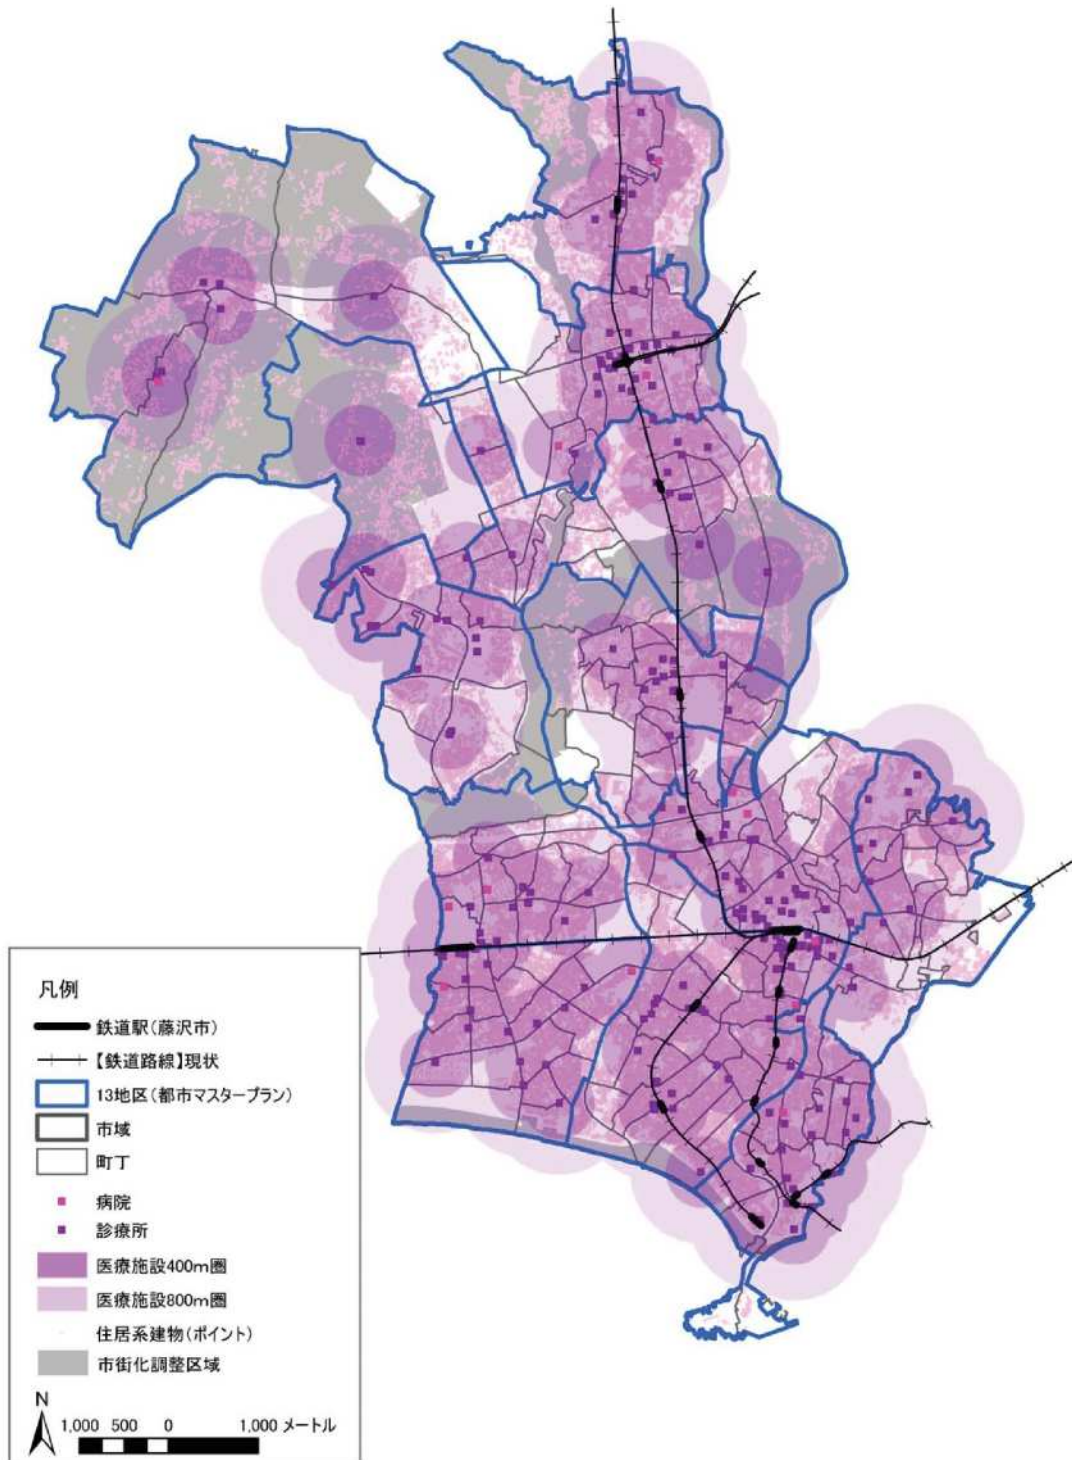 凡例
鉄道駅(藤沢市)
【鉄道路線】現状
13地区(都市マスタープラン)
市域
町丁
病院
診療所
医療施設400m圏
医療施設800m圏
住居系建物(ポイント)
市街化調整区域
N
1,000 500 0 1,000 メートル